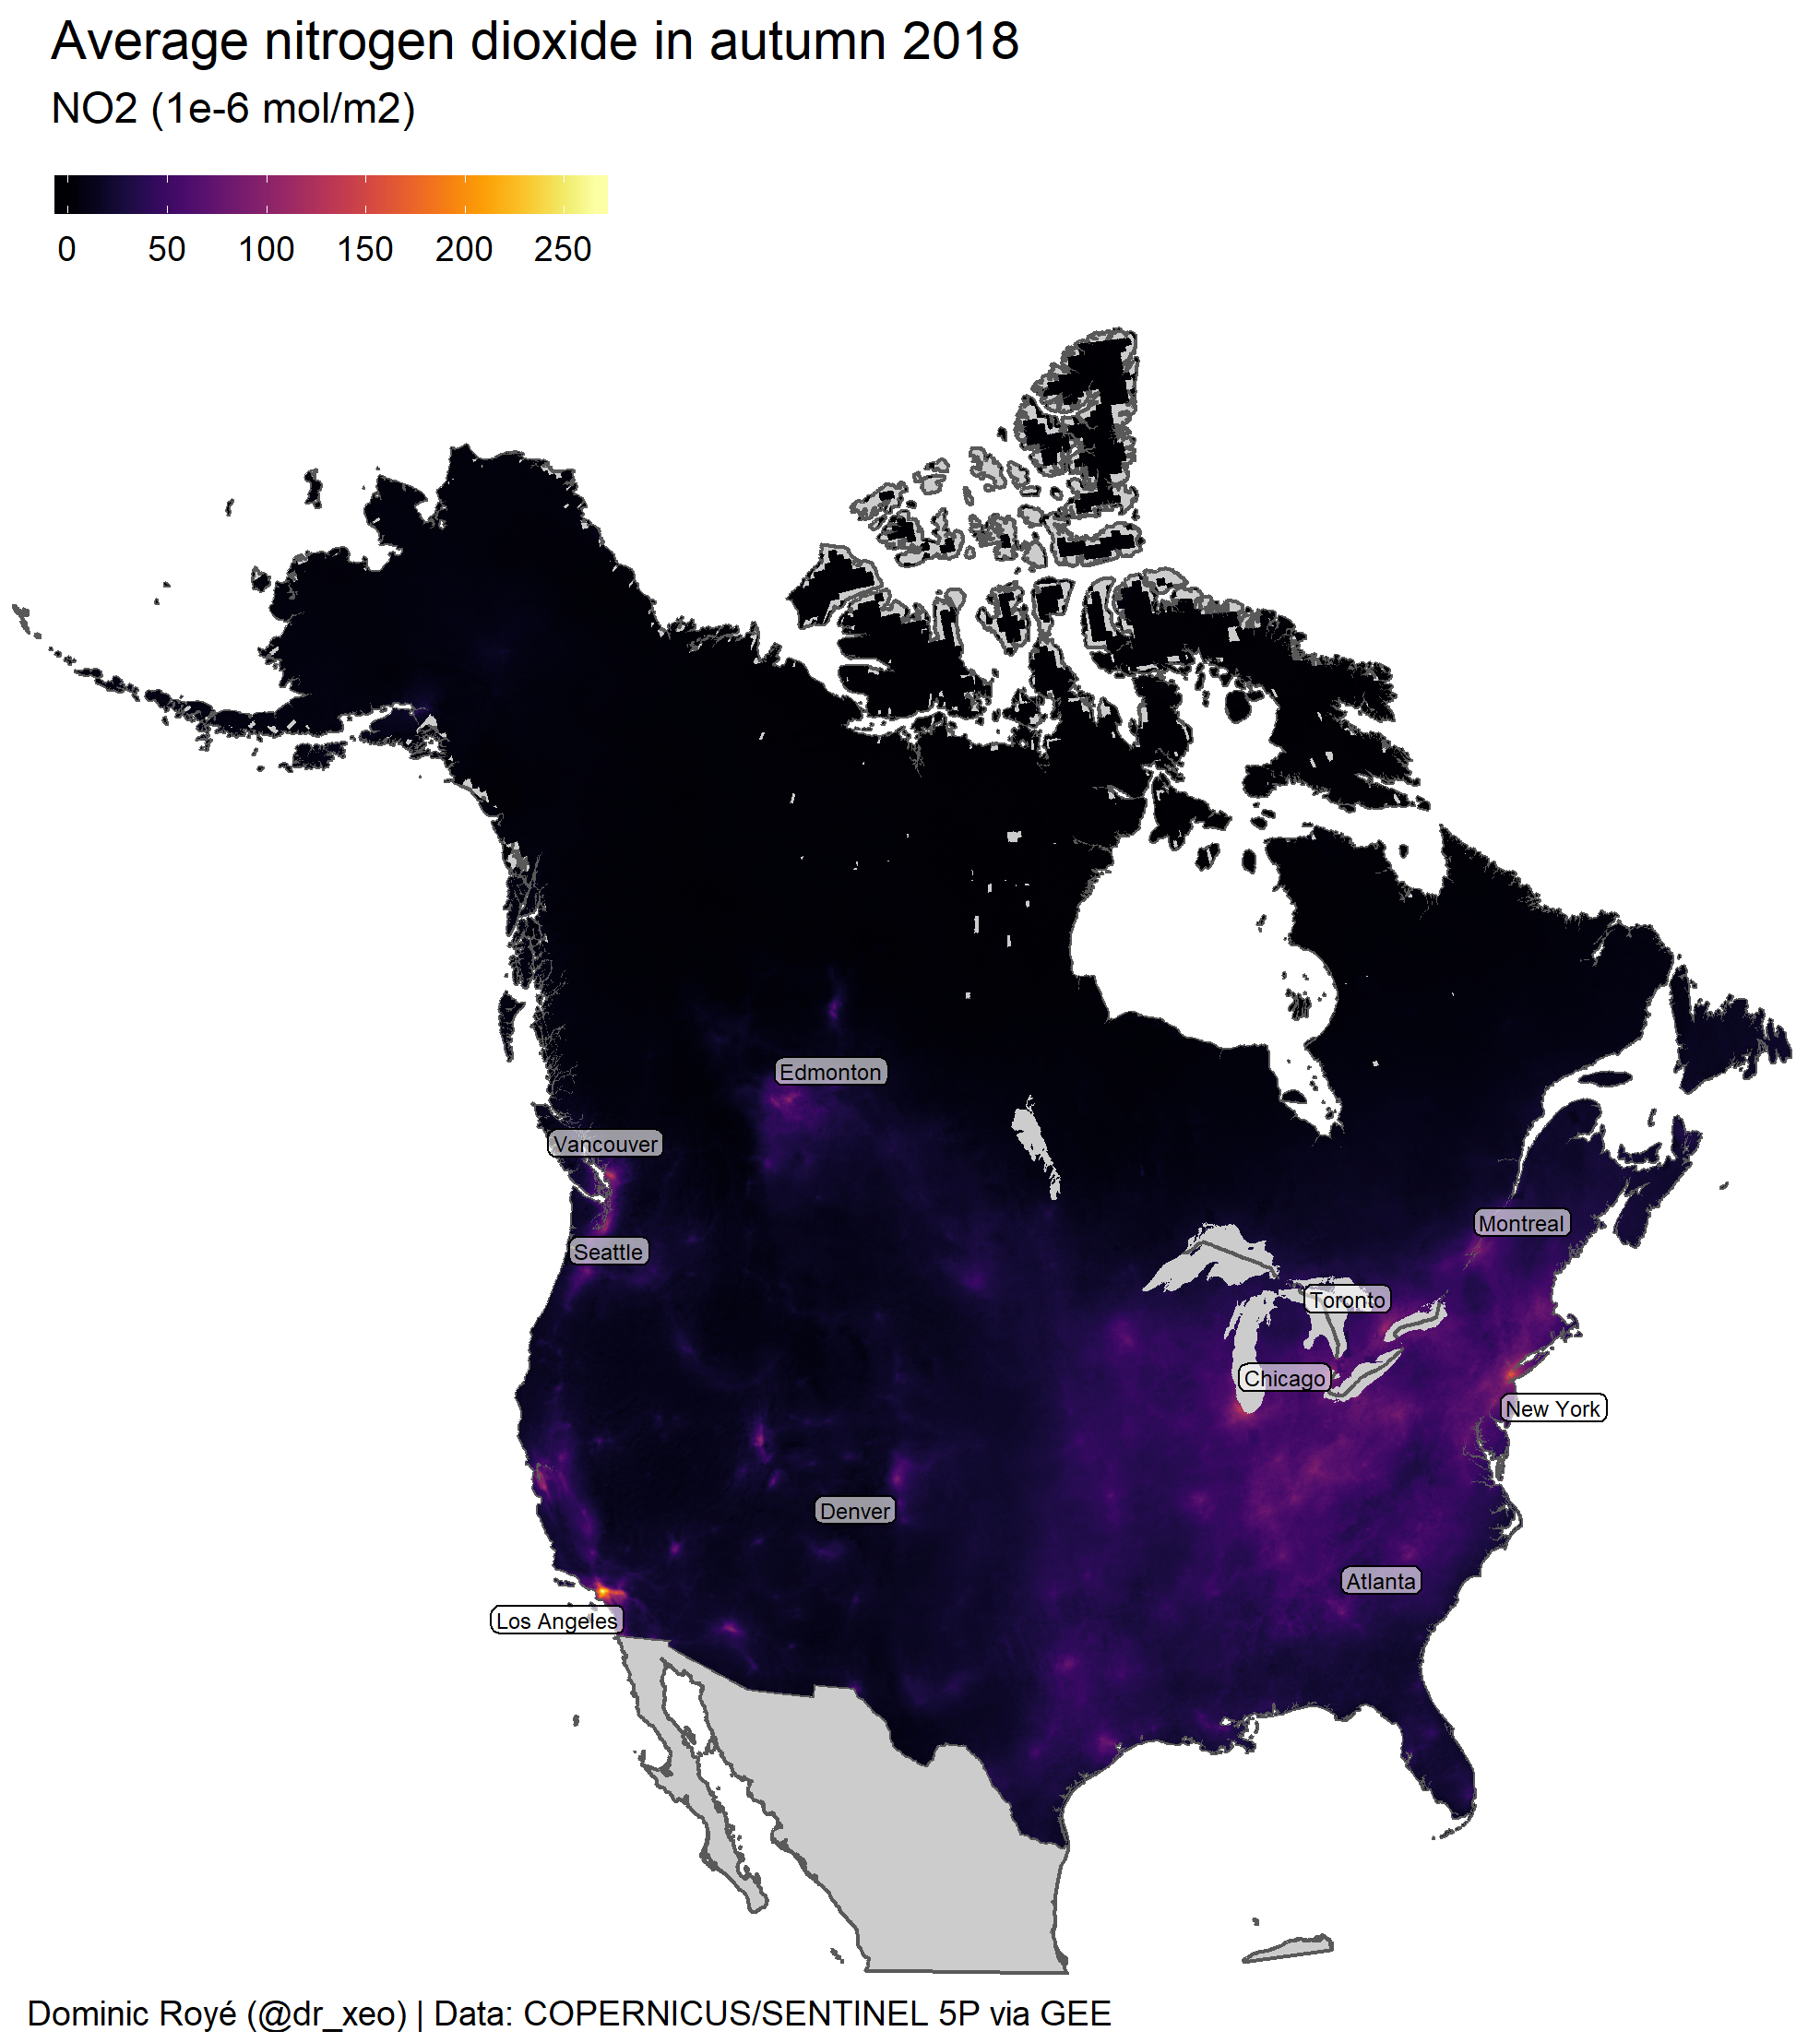 Average nitrogen dioxide in autumn 2018
NO2 (1e-6 mol/m2)
0 50 100 150 200 250
Edmonton
Vancouver
Montreal
Seattle
Toronto
Chicago
New York
Denver
Atlanta
Los Angeles
Dominic Royé (@dr_xeo) | Data: COPERNICUS/SENTINEL 5P via GEE